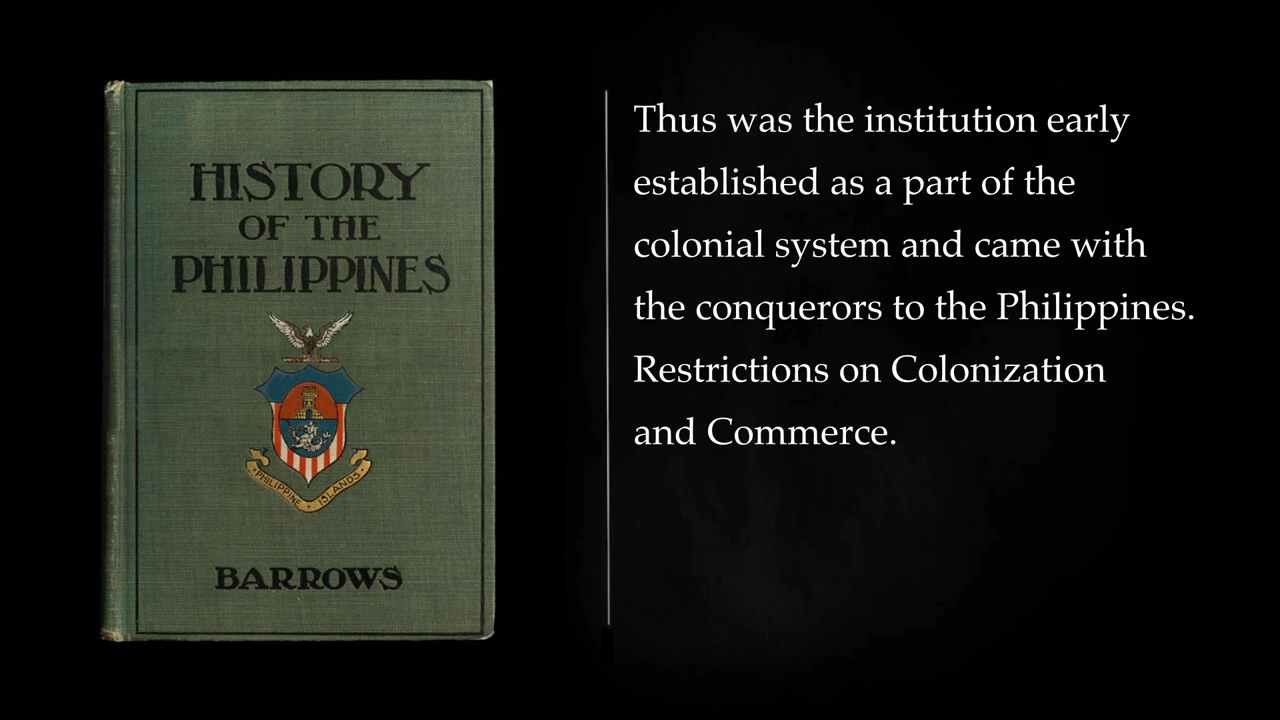 HISTORY
OF THE
PHILIPPINES
PHILIPPINE ISLANDS
BARROWS
Thus was the institution early
established as a part of the
colonial system and came with
the conquerors to the Philippines.
Restrictions on Colonization
and Commerce.